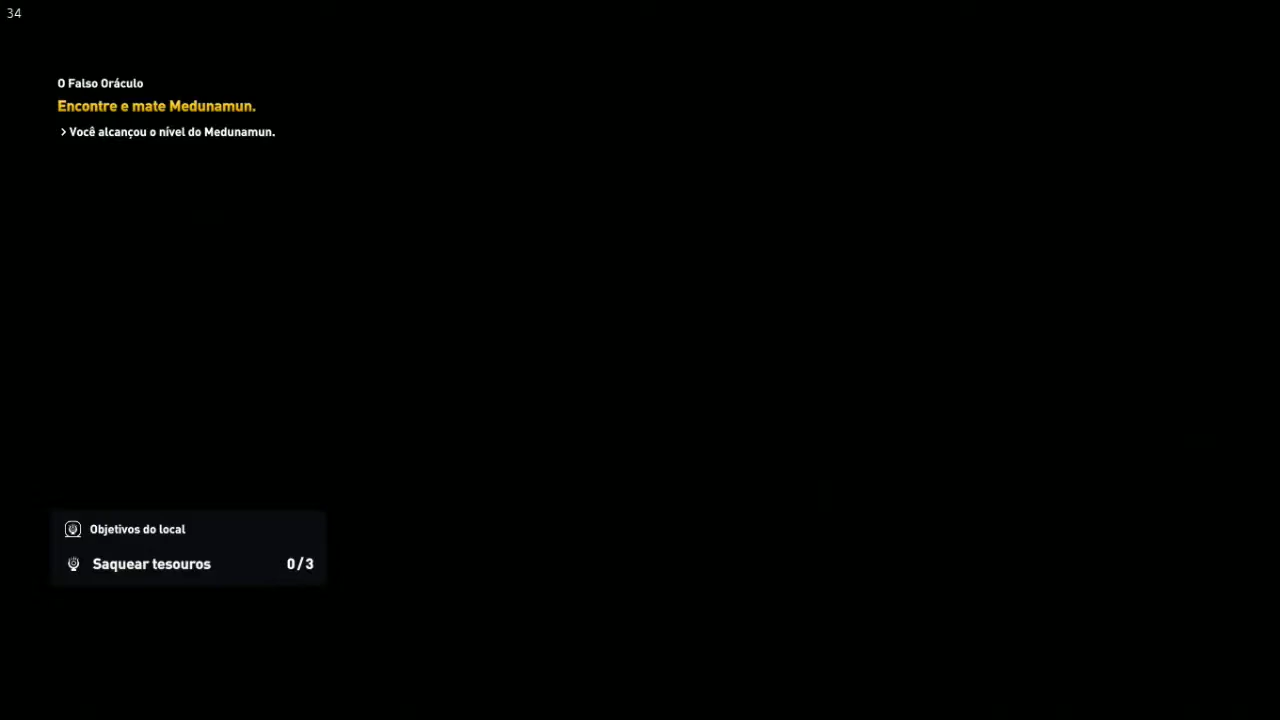 34
O Falso Oráculo
Encontre e mate Medunamun.
> Você alcançou o nível do Medunamun.
Objetivos do local
Saquear tesouros 0/3